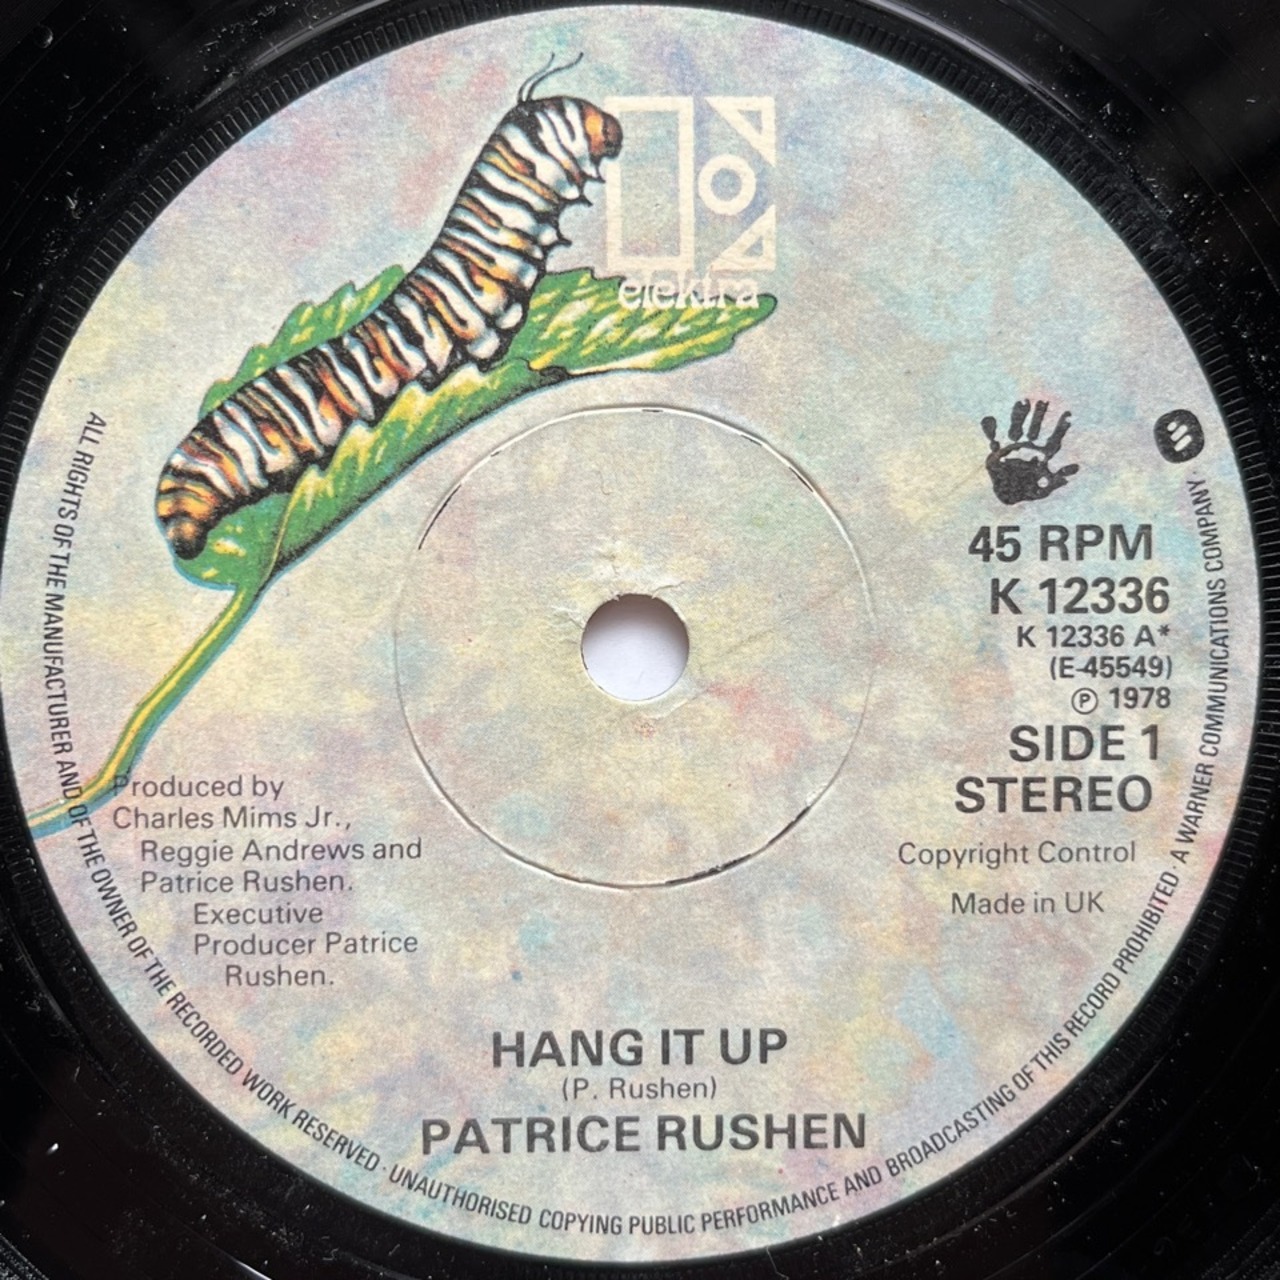 elektra
45 RPM
K 12336
K 12336 A*
(E-45549)
Ⓟ 1978
SIDE 1
STEREO
Copyright Control
Made in UK
Produced by
Charles Mims Jr.,
Reggie Andrews and
Patrice Rushen.
Executive
Producer Patrice
Rushen.
HANG IT UP
(P. Rushen)
PATRICE RUSHEN
ALL RIGHTS OF THE MANUFACTURER AND OF THE OWNER OF THE RECORDED WORK RESERVED · UNAUTHORISED COPYING PUBLIC PERFORMANCE AND BROADCASTING OF THIS RECORD PROHIBITED · A WARNER COMMUNICATIONS COMPANY ·